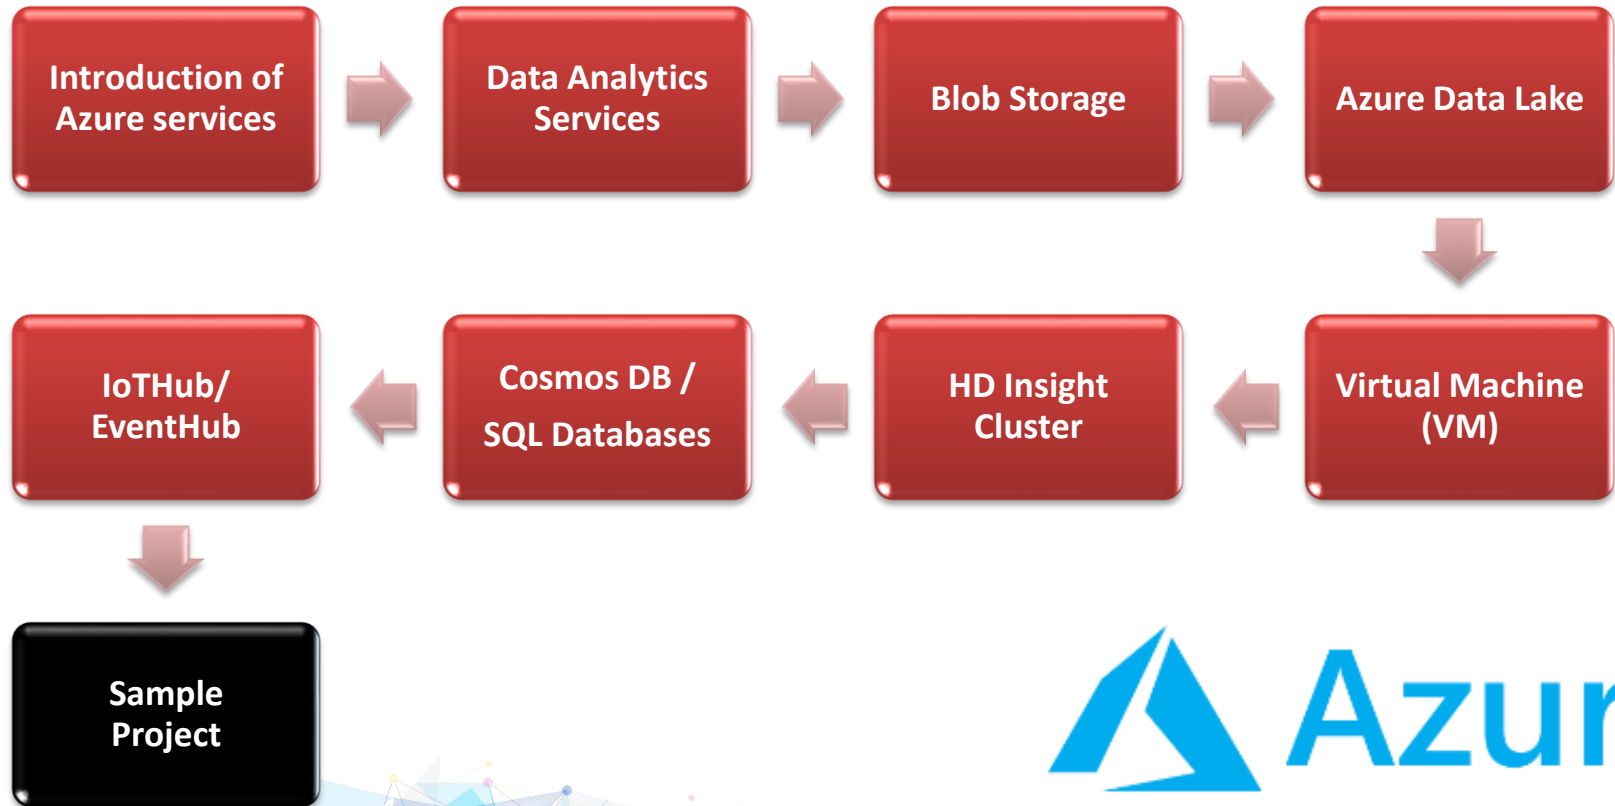 Introduction of
Azure services
Data Analytics
Services
Blob Storage
Azure Data Lake
Virtual Machine
(VM)
HD Insight
Cluster
Cosmos DB /
SQL Databases
IoTHub/
EventHub
Sample
Project
Azur